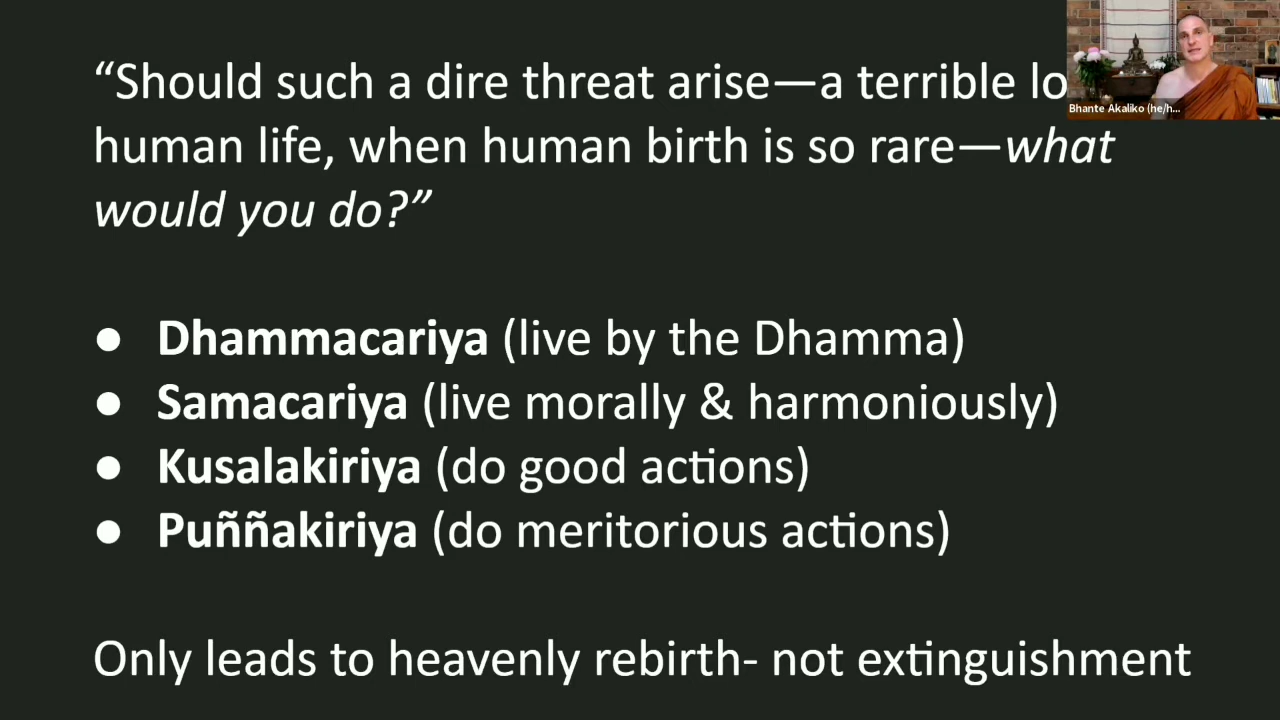 “Should such a dire threat arise—a terrible
human life, when human birth is so rare—what
would you do?”
● Dhammacariya (live by the Dhamma)
● Samacariya (live morally & harmoniously)
● Kusalakiriya (do good actions)
● Puññakiriya (do meritorious actions)
Only leads to heavenly rebirth- not extinguishment
Bhante Akaliko (he/h...